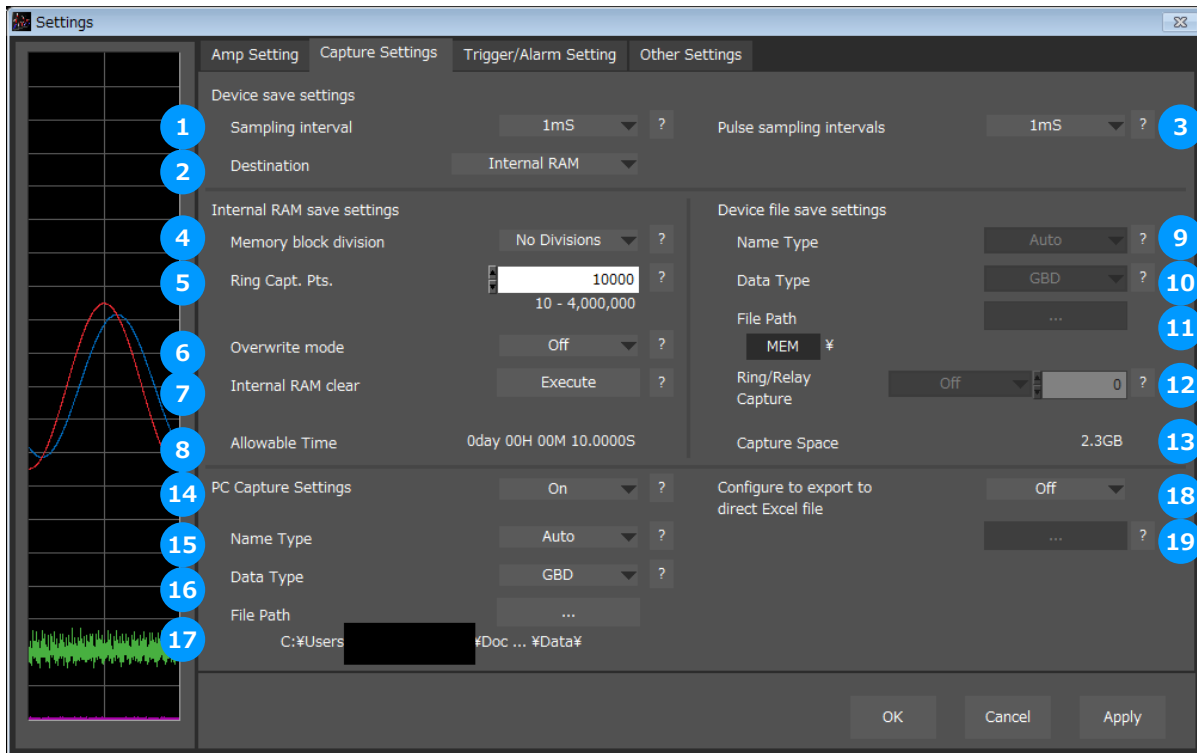 Settings
Amp Setting Capture Settings Trigger/Alarm Setting Other Settings
Device save settings
1 Sampling interval 1mS ? Pulse sampling intervals 1mS ? 3
2 Destination Internal RAM
Internal RAM save settings Device file save settings
4 Memory block division No Divisions ? Name Type Auto ? 9
5 Ring Capt. Pts. 10000 ? Data Type GBD ? 10
10 - 4,000,000
File Path ... 11
MEM ¥
6 Overwrite mode Off ?
7 Internal RAM clear Execute ? Ring/Relay Off 0 ? 12
Capture
8 Allowable Time 0day 00H 00M 10.0000S Capture Space 2.3GB 13
14 PC Capture Settings On ? Configure to export to Off 18
direct Excel file
15 Name Type Auto ? ... ? 19
16 Data Type GBD ?
File Path ...
17 C:¥Users ¥Doc ... ¥Data¥
OK Cancel Apply